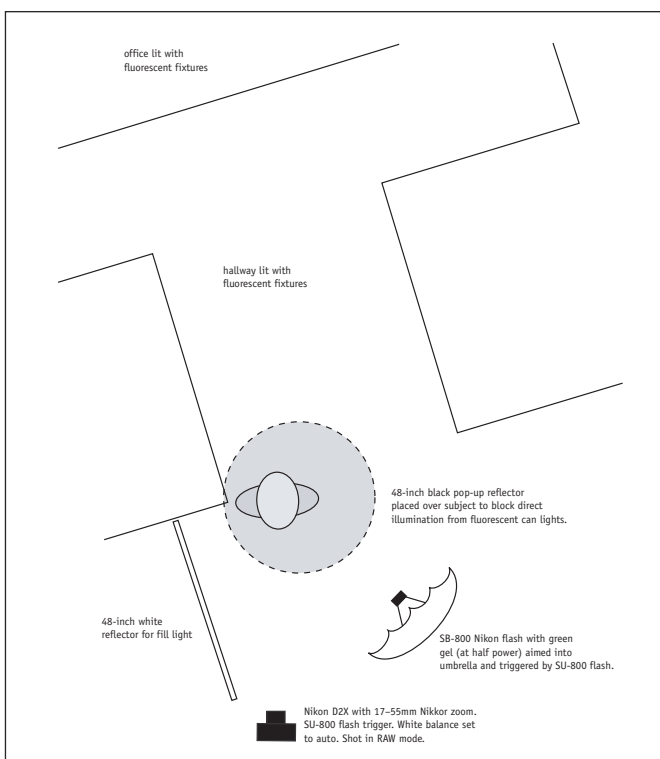 office lit with
fluorescent fixtures
hallway lit with
fluorescent fixtures
48-inch black pop-up reflector
placed over subject to block direct
illumination from fluorescent can lights.
48-inch white
reflector for fill light
SB-800 Nikon flash with green
gel (at half power) aimed into
umbrella and triggered by SU-800 flash.
Nikon D2X with 17–55mm Nikkor zoom.
SU-800 flash trigger. White balance set
to auto. Shot in RAW mode.